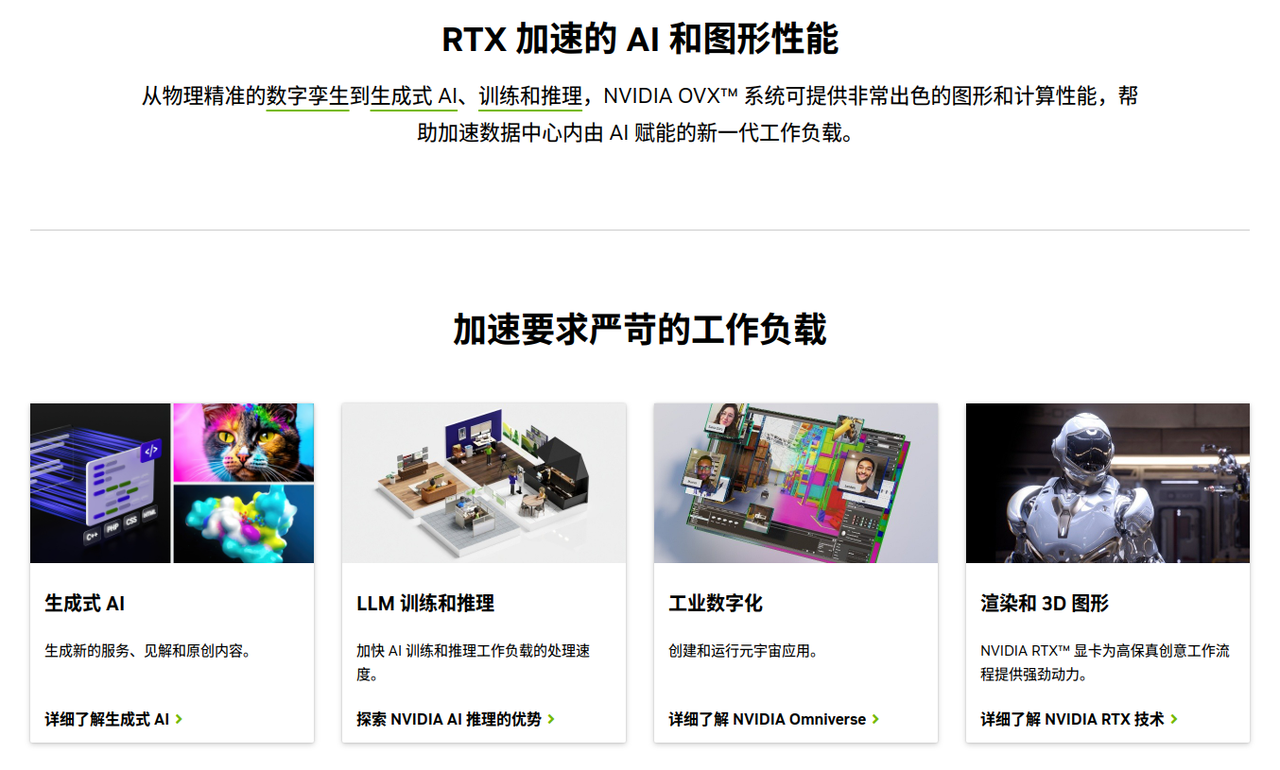 RTX 加速的 AI 和图形性能
从物理精准的数字孪生到生成式 AI、训练和推理，NVIDIA OVX™ 系统可提供非常出色的图形和计算性能，帮
助加速数据中心内由 AI 赋能的新一代工作负载。
加速要求严苛的工作负载
</>
C++
PHP
CSS
HTML
生成式 AI
生成新的服务、见解和原创内容。
详细了解生成式 AI
LLM 训练和推理
加快 AI 训练和推理工作负载的处理速
度。
探索 NVIDIA AI 推理的优势
工业数字化
创建和运行元宇宙应用。
详细了解 NVIDIA Omniverse
渲染和 3D 图形
NVIDIA RTX™ 显卡为高保真创意工作流
程提供强劲动力。
详细了解 NVIDIA RTX 技术